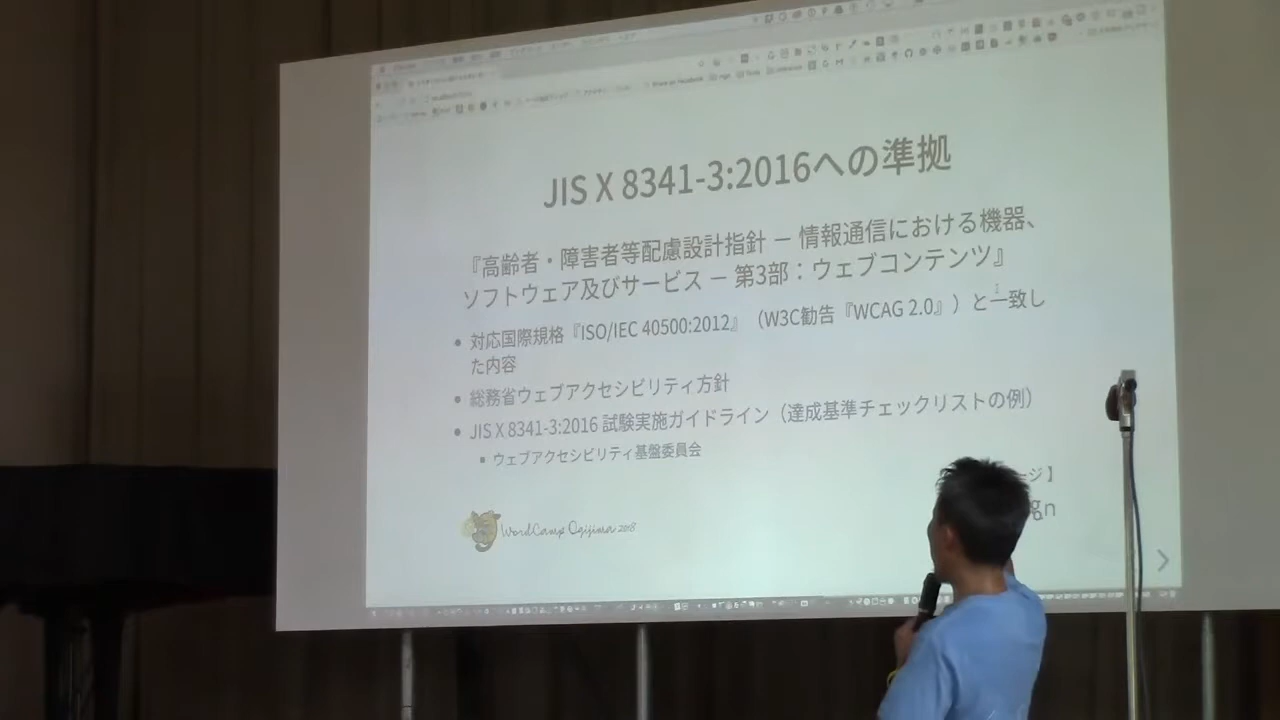 JIS X 8341-3:2016への準拠
『高齢者・障害者等配慮設計指針 － 情報通信における機器、
ソフトウェア及びサービス － 第3部：ウェブコンテンツ』
• 対応国際規格『ISO/IEC 40500:2012』（W3C勧告『WCAG 2.0』）と一致し
た内容
• 総務省ウェブアクセシビリティ方針
• JIS X 8341-3:2016 試験実施ガイドライン（達成基準チェックリストの例）
▪ ウェブアクセシビリティ基盤委員会
ージ】
gn
WordCamp Ogijima 2018